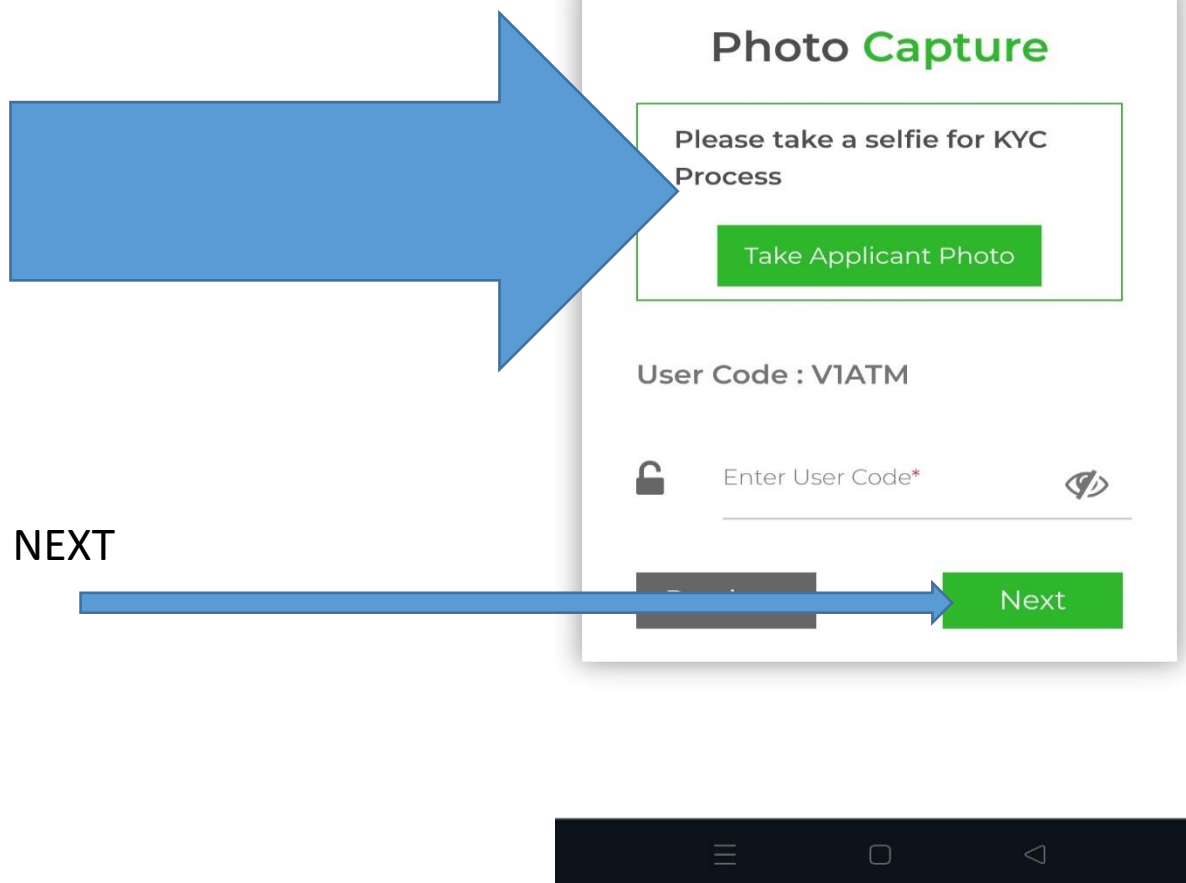 Photo Capture
Please take a selfie for KYC
Process
Take Applicant Photo
User Code : V1ATM
Enter User Code*
NEXT
Next